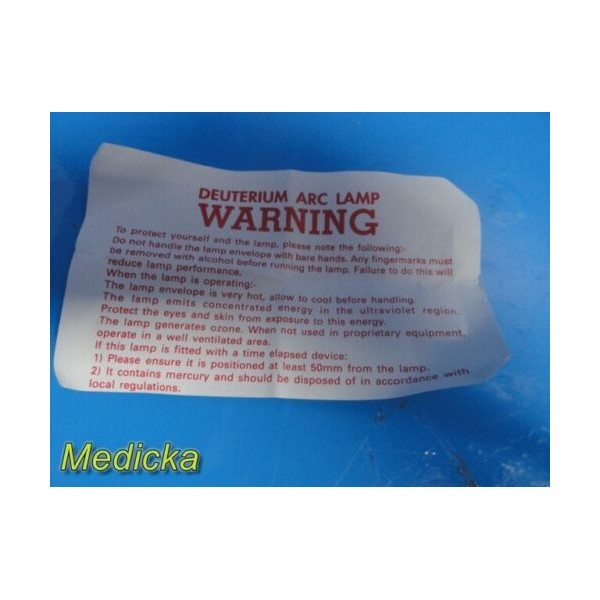 DEUTERIUM ARC LAMP
WARNING
To protect yourself and the lamp, please note the following:-
Do not handle the lamp envelope with bare hands. Any fingermarks must
be removed with alcohol before running the lamp. Failure to do this will
reduce lamp performance.
When the lamp is operating:-
The lamp envelope is very hot, allow to cool before handling.
The lamp emits concentrated energy in the ultraviolet region.
Protect the eyes and skin from exposure to this energy.
The lamp generates ozone. When not used in proprietary equipment,
operate in a well ventilated area.
If this lamp is fitted with a time elapsed device:
1) Please ensure it is positioned at least 50mm from the lamp.
2) It contains mercury and should be disposed of in accordance with
local regulations.
Medicka